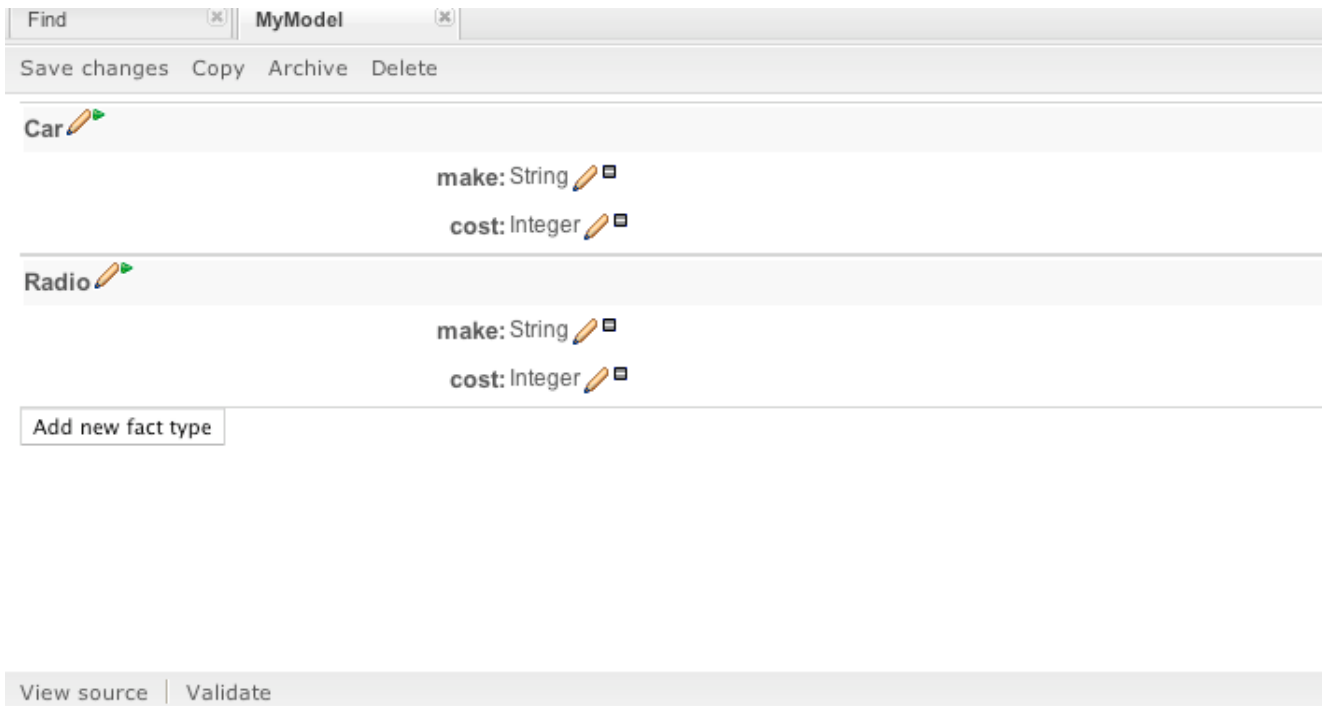 Find MyModel
Save changes Copy Archive Delete
Car
make: String
cost: Integer
Radio
make: String
cost: Integer
Add new fact type
View source Validate